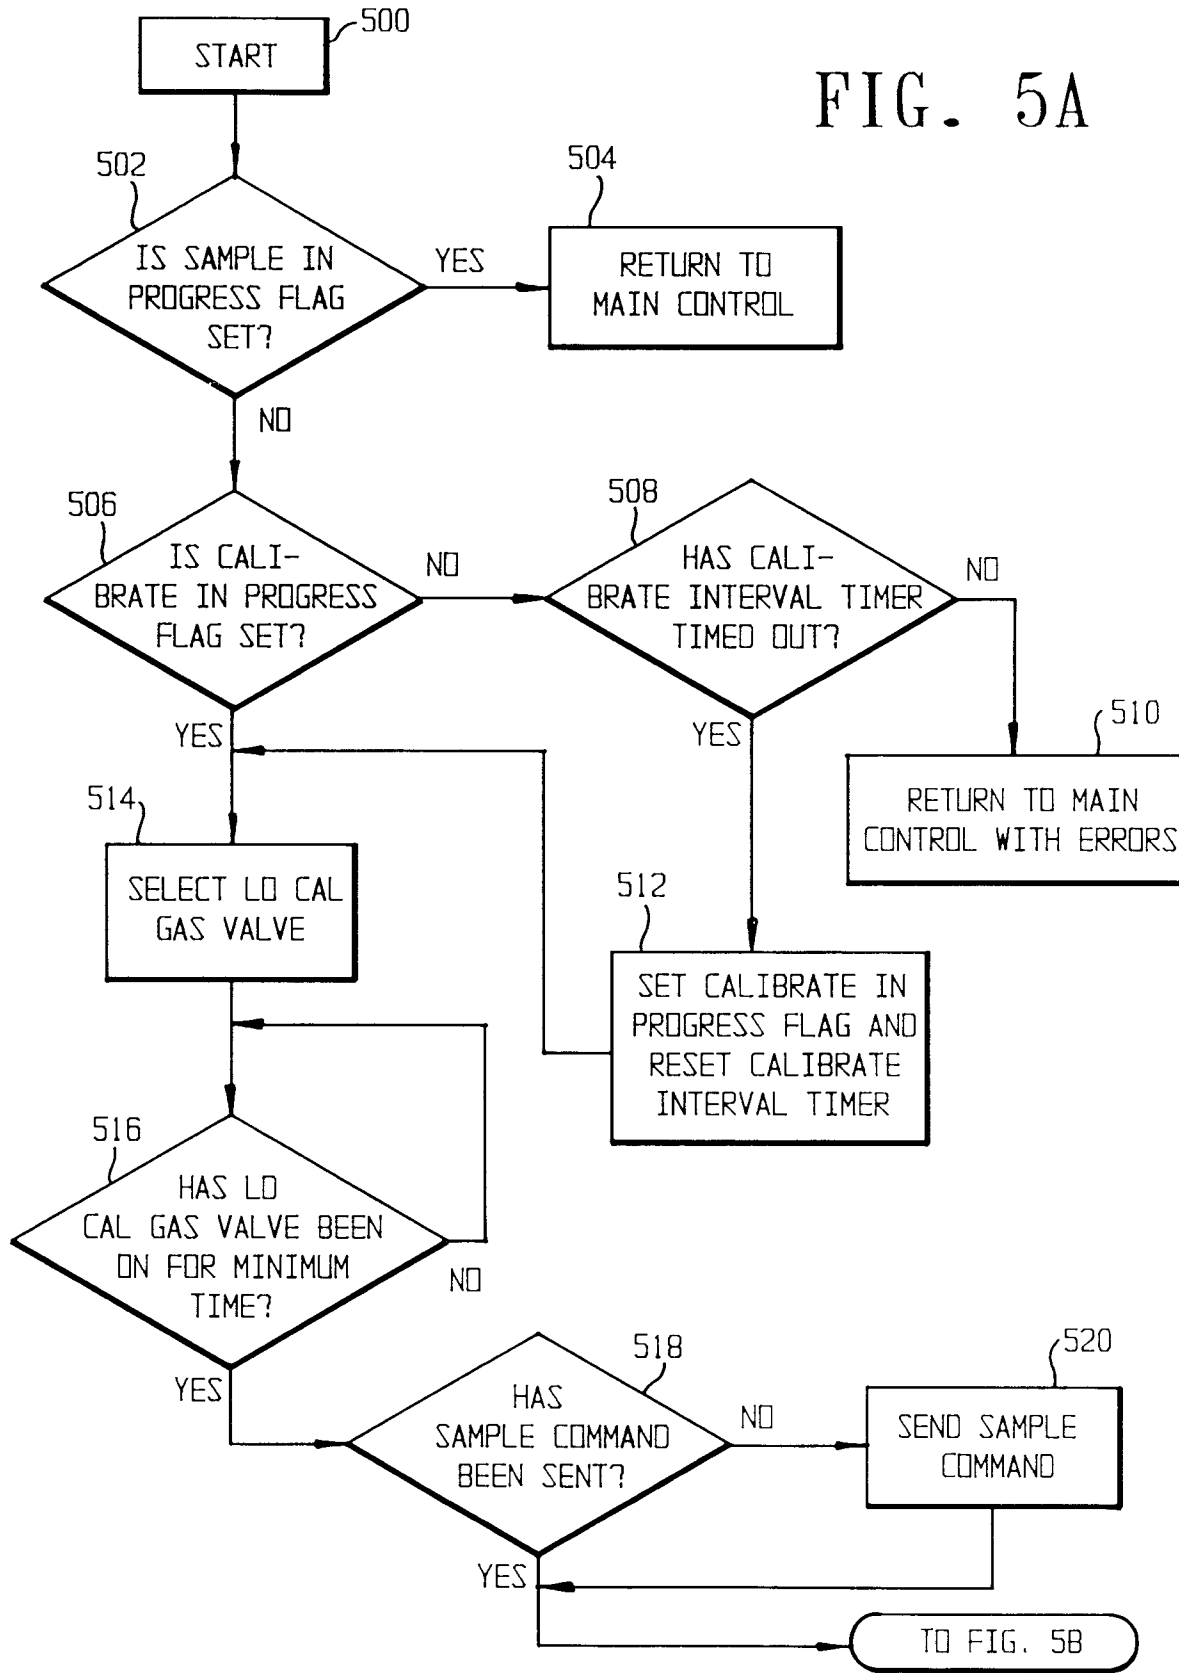 500
START
FIG. 5A
502
IS SAMPLE IN
PROGRESS FLAG
SET?
YES
504
RETURN TO
MAIN CONTROL
NO
506
IS CALI-
BRATE IN PROGRESS
FLAG SET?
NO
508
HAS CALI-
BRATE INTERVAL TIMER
TIMED OUT?
NO
YES
YES
510
RETURN TO MAIN
CONTROL WITH ERRORS
514
SELECT LO CAL
GAS VALVE
512
SET CALIBRATE IN
PROGRESS FLAG AND
RESET CALIBRATE
INTERVAL TIMER
516
HAS LO
CAL GAS VALVE BEEN
ON FOR MINIMUM
TIME?
NO
YES
518
HAS
SAMPLE COMMAND
BEEN SENT?
NO
520
SEND SAMPLE
COMMAND
YES
TO FIG. 5B